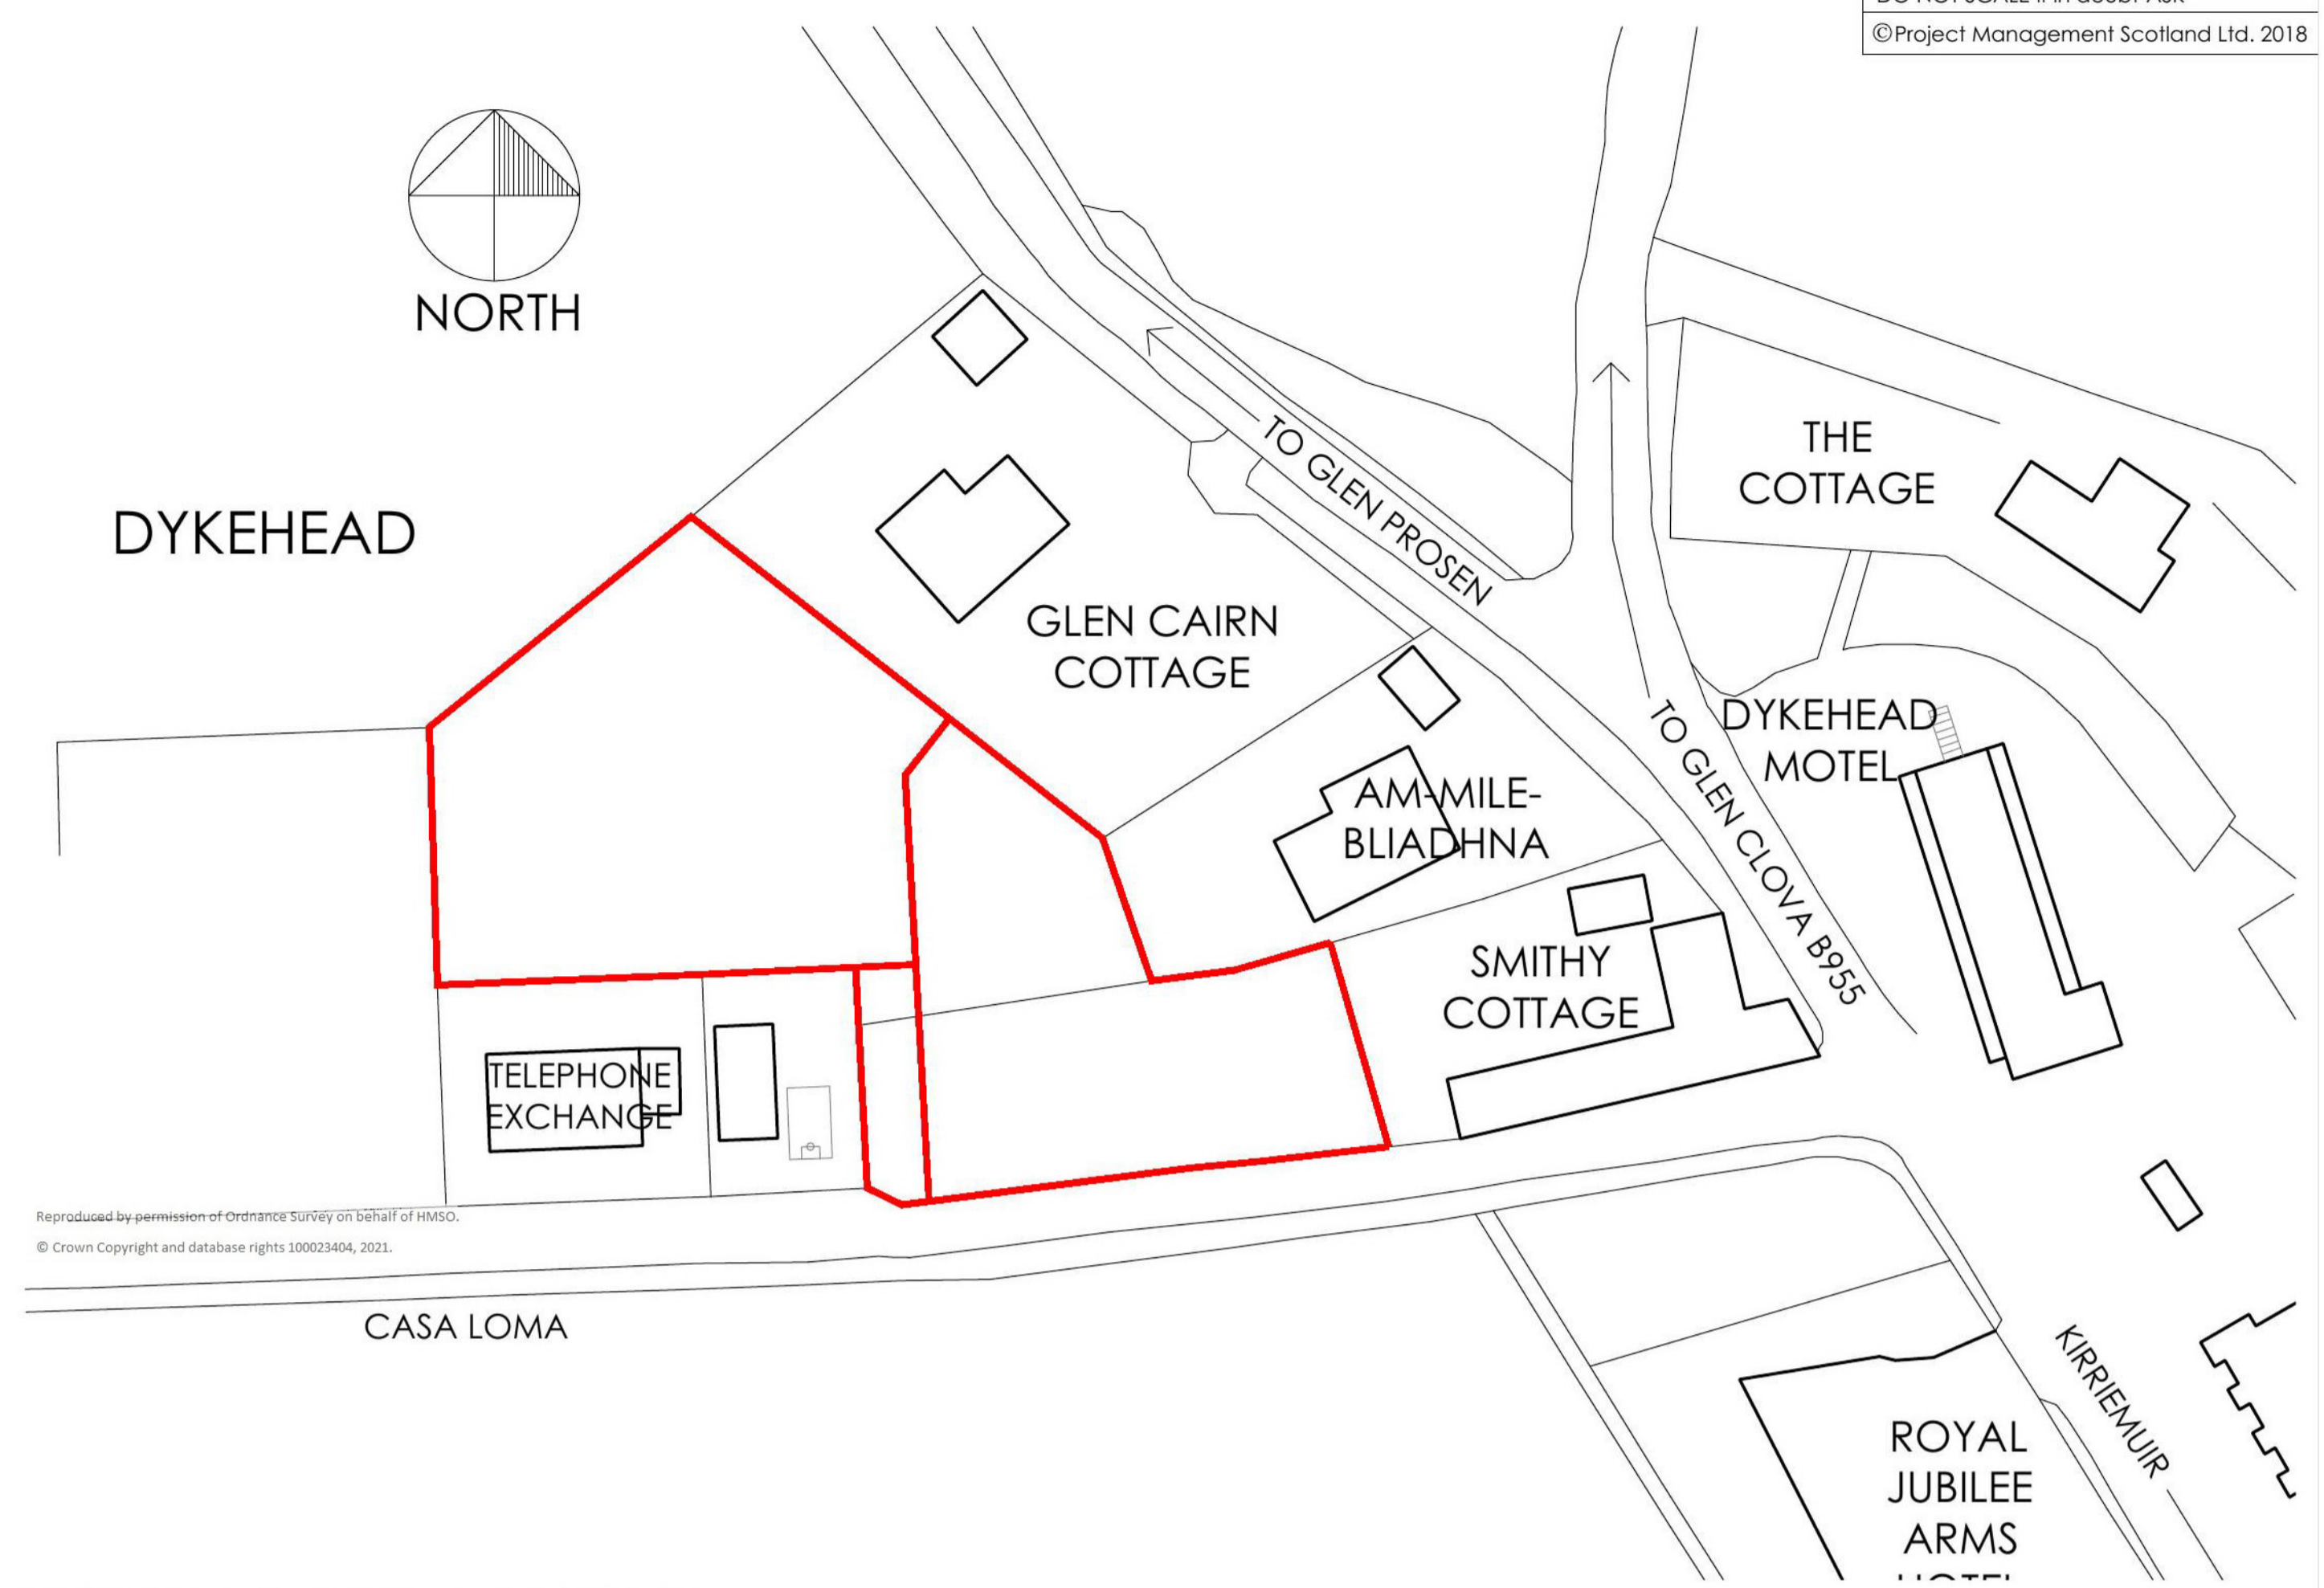 ©Project Management Scotland Ltd. 2018
NORTH
DYKEHEAD
TO GLEN PROSEN
THE
COTTAGE
GLEN CAIRN
COTTAGE
DYKEHEAD
MOTEL
TO GLEN CLOVA B955
AM-MILE-
BLIADHNA
SMITHY
COTTAGE
TELEPHONE
EXCHANGE
Reproduced by permission of Ordnance Survey on behalf of HMSO.
© Crown Copyright and database rights 100023404, 2021.
CASA LOMA
KIRRIEMUIR
ROYAL
JUBILEE
ARMS